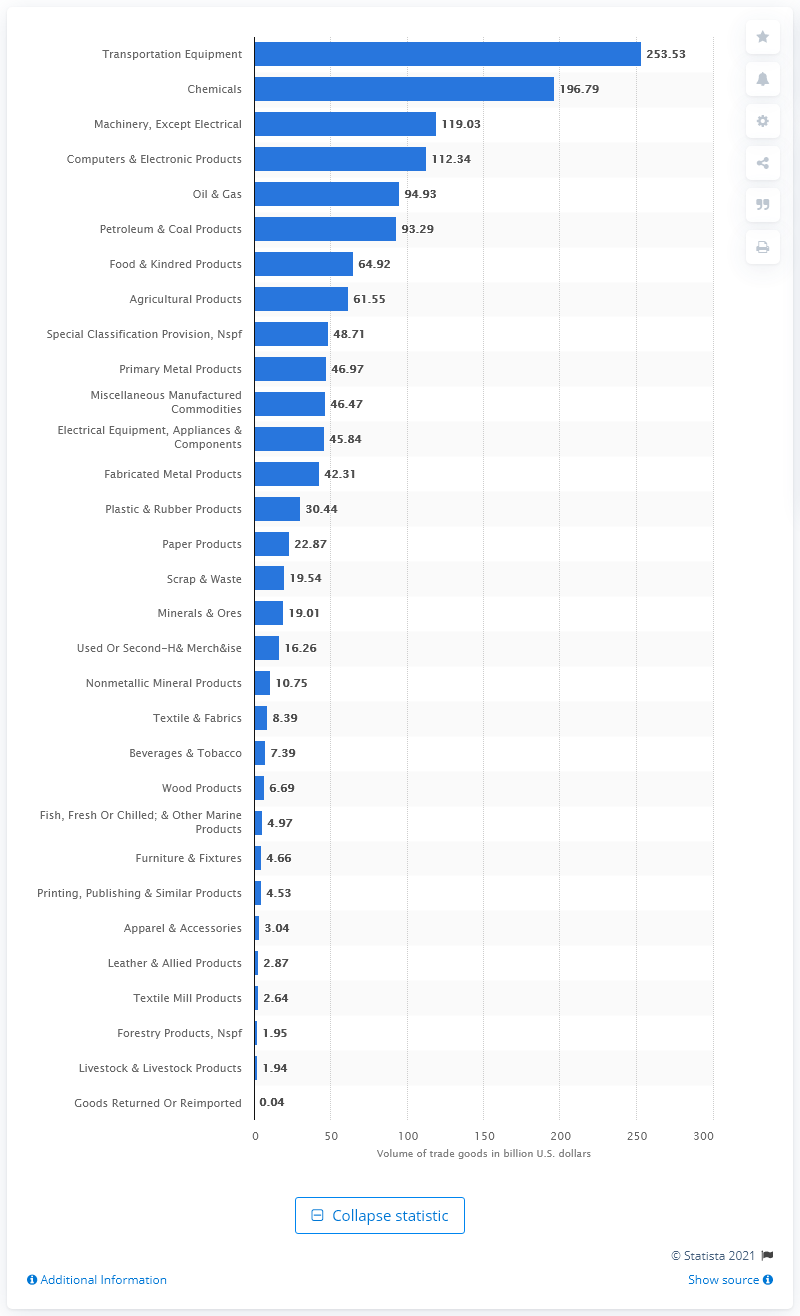 Transportation Equipment 253.53
Chemicals 196.79
Machinery, Except Electrical 119.03
Computers & Electronic Products 112.34
Oil & Gas 94.93
Petroleum & Coal Products 93.29
Food & Kindred Products 64.92
Agricultural Products 61.55
Special Classification Provision, Nspf 48.71
Primary Metal Products 46.97
Miscellaneous Manufactured
Commodities 46.47
Electrical Equipment, Appliances &
Components 45.84
Fabricated Metal Products 42.31
Plastic & Rubber Products 30.44
Paper Products 22.87
Scrap & Waste 19.54
Minerals & Ores 19.01
Used Or Second-H& Merch&ise 16.26
Nonmetallic Mineral Products 10.75
Textile & Fabrics 8.39
Beverages & Tobacco 7.39
Wood Products 6.69
Fish, Fresh Or Chilled; & Other Marine
Products 4.97
Furniture & Fixtures 4.66
Printing, Publishing & Similar Products 4.53
Apparel & Accessories 3.04
Leather & Allied Products 2.87
Textile Mill Products 2.64
Forestry Products, Nspf 1.95
Livestock & Livestock Products 1.94
Goods Returned Or Reimported 0.04
0 50 100 150 200 250 300
Volume of trade goods in billion U.S. dollars
Collapse statistic
© Statista 2021
Additional Information Show source